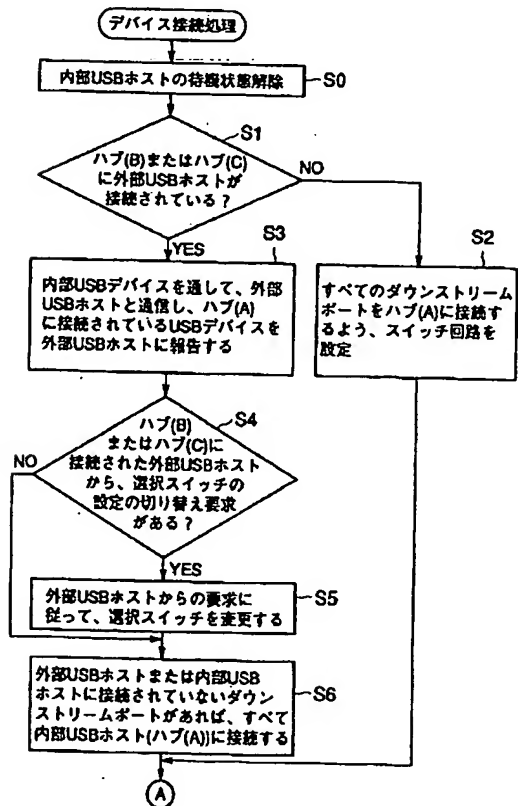 デバイス接続処理
内部USBホストの待機状態解除
S0
S1
ハブ(B)またはハブ(C)
に外部USBホストが
接続されている？
NO
YES
S3
内部USBデバイスを通して、外部
USBホストと通信し、ハブ(A)
に接続されているUSBデバイスを
外部USBホストに報告する
S2
すべてのダウンストリーム
ポートをハブ(A)に接続す
るよう、スイッチ回路を
設定
S4
ハブ(B)
またはハブ(C)に
接続された外部USBホスト
から、選択スイッチの
設定の切り替え要求
がある？
NO
YES
外部USBホストからの要求に
従って、選択スイッチを変更する
S5
外部USBホストまたは内部USB
ホストに接続されていないダウン
ストリームポートがあれば、すべて
内部USBホスト(ハブ(A))に接続する
S6
A